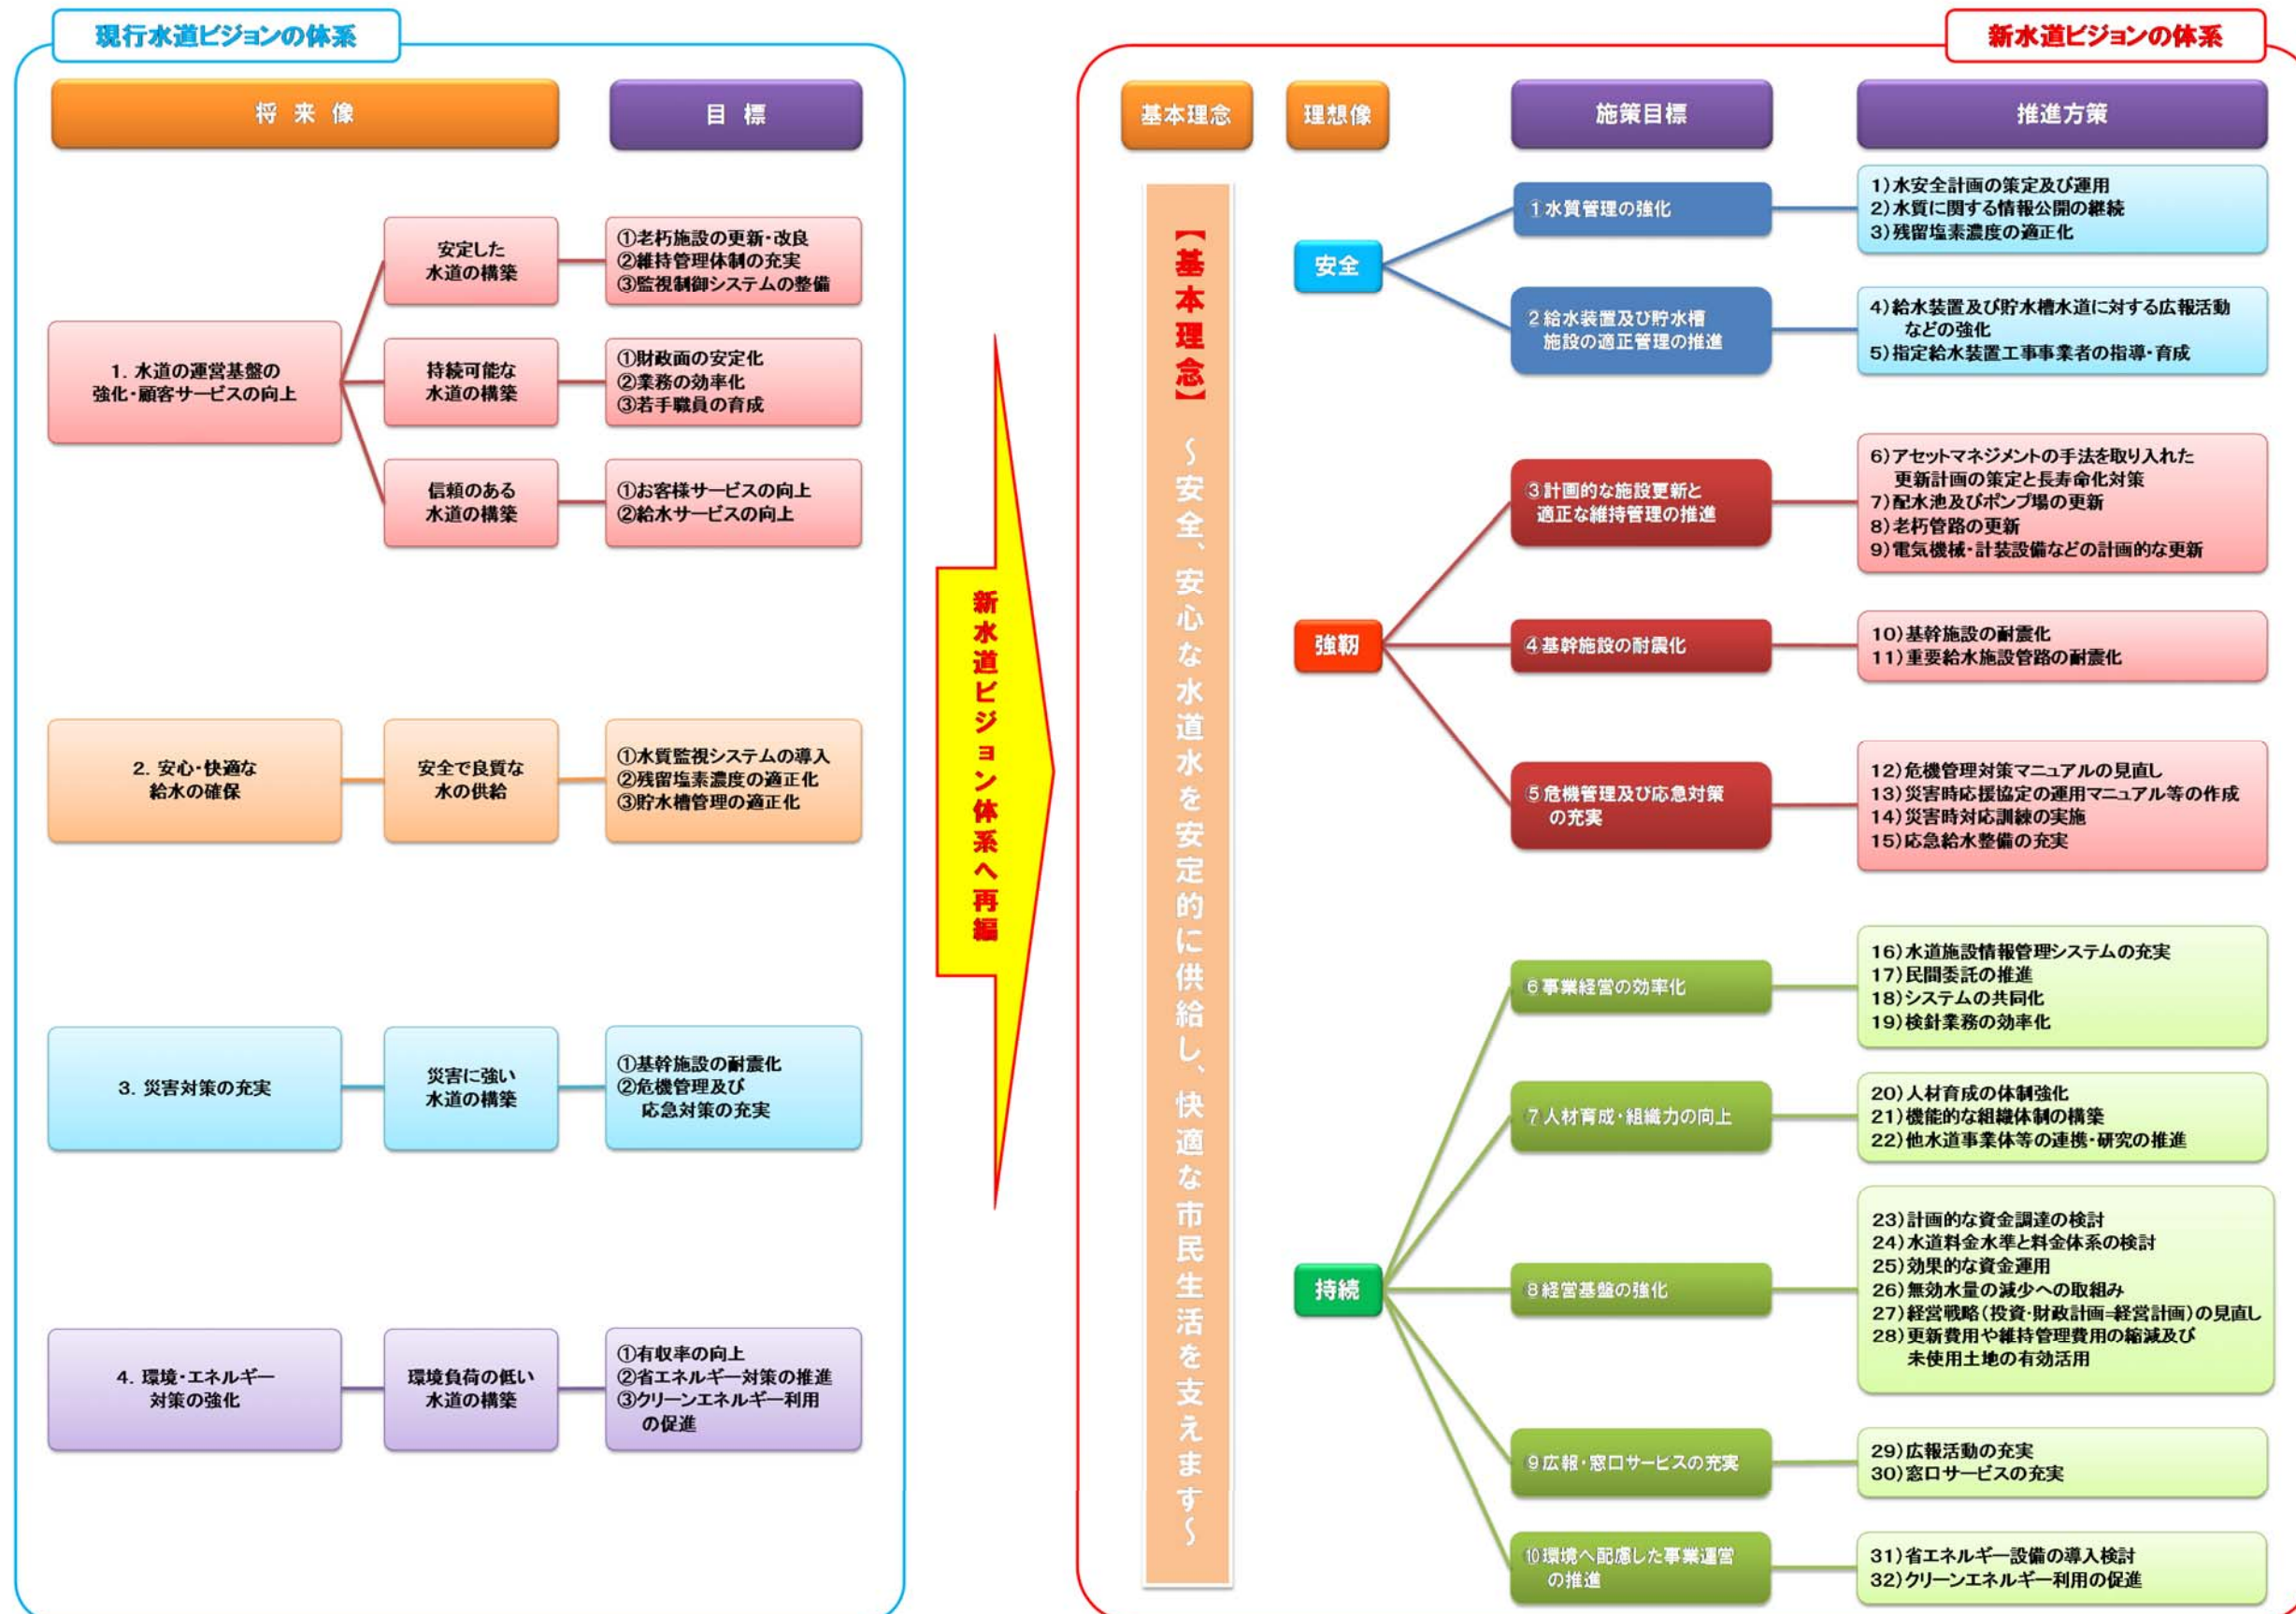 現行水道ビジョンの体系
将来像
目標
1. 水道の運営基盤の
強化・顧客サービスの向上
安定した
水道の構築
①老朽施設の更新・改良
②維持管理体制の充実
③監視制御システムの整備
持続可能な
水道の構築
①財政面の安定化
②業務の効率化
③若手職員の育成
信頼のある
水道の構築
①お客様サービスの向上
②給水サービスの向上
2. 安心・快適な
給水の確保
安全で良質な
水の供給
①水質監視システムの導入
②残留塩素濃度の適正化
③貯水槽管理の適正化
3. 災害対策の充実
災害に強い
水道の構築
①基幹施設の耐震化
②危機管理及び
応急対策の充実
4. 環境・エネルギー
対策の強化
環境負荷の低い
水道の構築
①有収率の向上
②省エネルギー対策の推進
③クリーンエネルギー利用
の促進
新水道ビジョン体系へ再編
新水道ビジョンの体系
基本理念
理想像
施策目標
推進方策
【基本理念】 ～安全、安心な水道水を安定的に供給し、快適な市民生活を支えます～
安全
①水質管理の強化
1)水安全計画の策定及び運用
2)水質に関する情報公開の継続
3)残留塩素濃度の適正化
②給水装置及び貯水槽
施設の適正管理の推進
4)給水装置及び貯水槽水道に対する広報活動
などの強化
5)指定給水装置工事事業者の指導・育成
強靭
③計画的な施設更新と
適正な維持管理の推進
6)アセットマネジメントの手法を取り入れた
更新計画の策定と長寿命化対策
7)配水池及びポンプ場の更新
8)老朽管路の更新
9)電気機械・計装設備などの計画的な更新
④基幹施設の耐震化
10)基幹施設の耐震化
11)重要給水施設管路の耐震化
⑤危機管理及び応急対策
の充実
12)危機管理対策マニュアルの見直し
13)災害時応援協定の運用マニュアル等の作成
14)災害時対応訓練の実施
15)応急給水整備の充実
持続
⑥事業経営の効率化
16)水道施設情報管理システムの充実
17)民間委託の推進
18)システムの共同化
19)検針業務の効率化
⑦人材育成・組織力の向上
20)人材育成の体制強化
21)機能的な組織体制の構築
22)他水道事業体等の連携・研究の推進
⑧経営基盤の強化
23)計画的な資金調達の検討
24)水道料金水準と料金体系の検討
25)効果的な資金運用
26)無効水量の減少への取組み
27)経営戦略(投資・財政計画=経営計画)の見直し
28)更新費用や維持管理費用の縮減及び
未使用土地の有効活用
⑨広報・窓口サービスの充実
29)広報活動の充実
30)窓口サービスの充実
⑩環境へ配慮した事業運営
の推進
31)省エネルギー設備の導入検討
32)クリーンエネルギー利用の促進